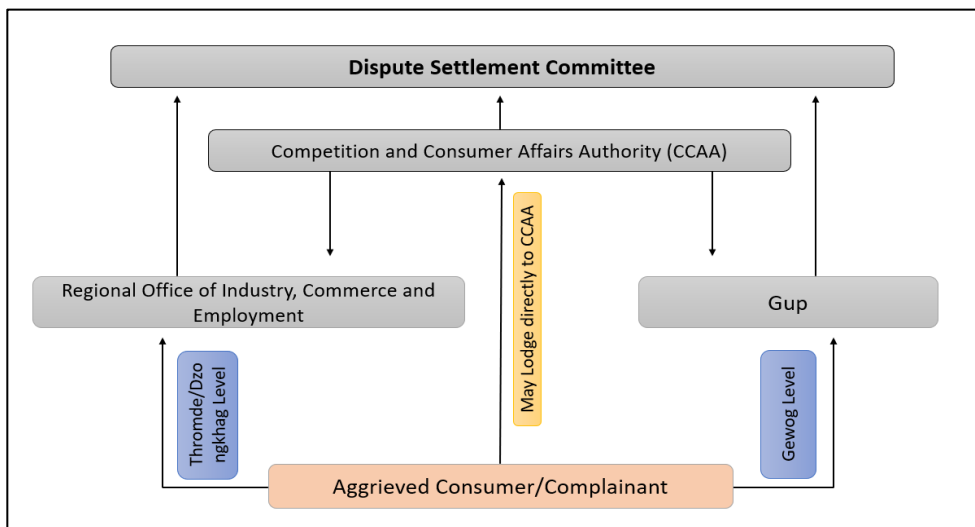 Dispute Settlement Committee
Competition and Consumer Affairs Authority (CCAA)
May Lodge directly to CCAA
Regional Office of Industry, Commerce and
Employment
Gup
Thromde/Dzo
ngkhag Level
Gewog Level
Aggrieved Consumer/Complainant